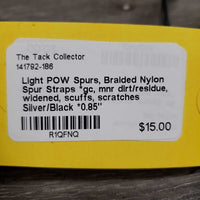 The Tack Collector
141792-186
Light POW Spurs, Braided Nylon
Spur Straps *gc, mnr dirt/residue,
widened, scuffs, scratches
Silver/Black *0.85"
R1QFNQ
$15.00